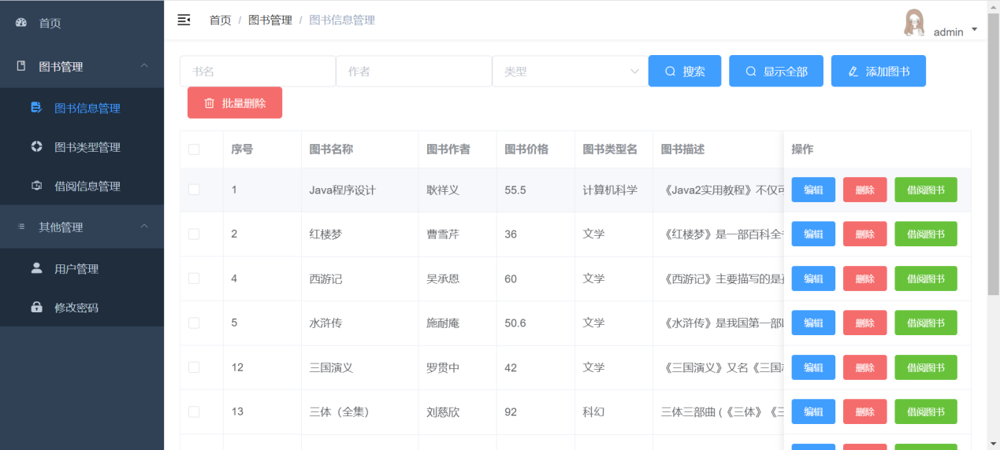 首页
图书管理
图书信息管理
图书类型管理
借阅信息管理
其他管理
用户管理
修改密码
首页 / 图书管理 / 图书信息管理
admin
书名 作者 类型 搜索 显示全部 添加图书
批量删除
序号 图书名称 图书作者 图书价格 图书类型名 图书描述 操作
1 Java程序设计 耿祥义 55.5 计算机科学 《Java2实用教程》不仅可 编辑 删除 借阅图书
2 红楼梦 曹雪芹 36 文学 《红楼梦》是一部百科全 编辑 删除 借阅图书
4 西游记 吴承恩 60 文学 《西游记》主要描写的是 编辑 删除 借阅图书
5 水浒传 施耐庵 50.6 文学 《水浒传》是我国第一部 编辑 删除 借阅图书
12 三国演义 罗贯中 42 文学 《三国演义》又名《三国 编辑 删除 借阅图书
13 三体（全集） 刘慈欣 92 科幻 三体三部曲 (《三体》《三 编辑 删除 借阅图书